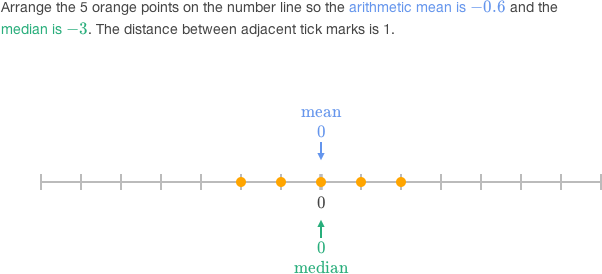 Arrange the 5 orange points on the number line so the arithmetic mean is −0.6 and the
median is −3. The distance between adjacent tick marks is 1.
mean
0
0
0
median